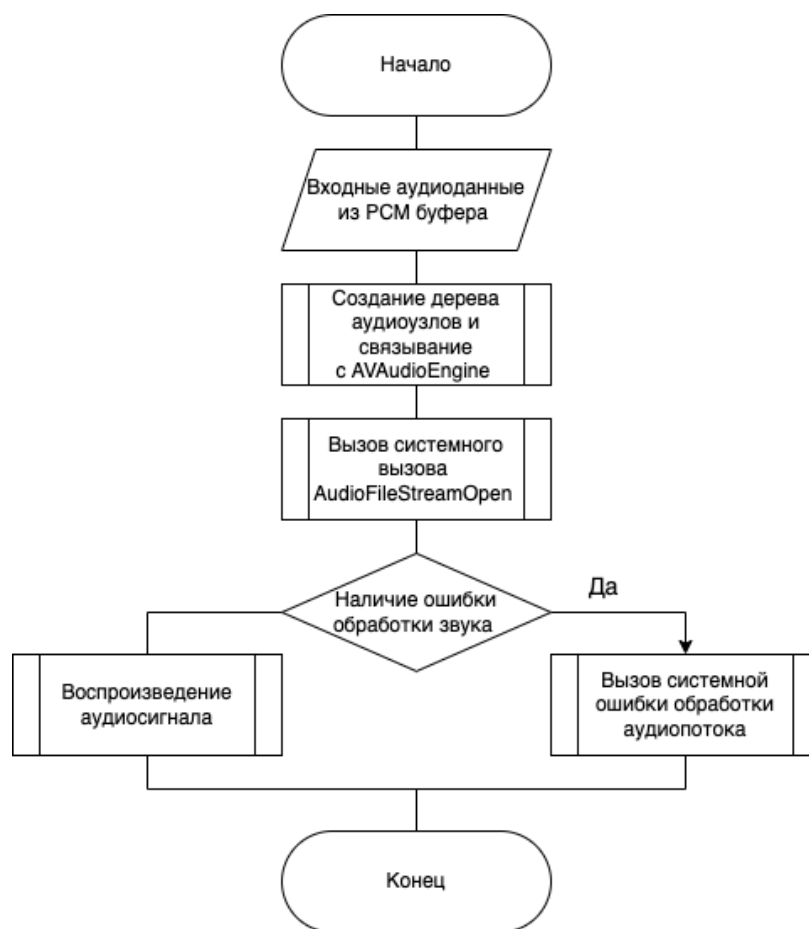 Начало
Входные аудиоданные
из PCM буфера
Создание дерева
аудиоузлов и
связывание
с AVAudioEngine
Вызов системного
вызова
AudioFileStreamOpen
Наличие ошибки
обработки звука
Да
Воспроизведение
аудиосигнала
Вызов системной
ошибки обработки
аудиопотока
Конец